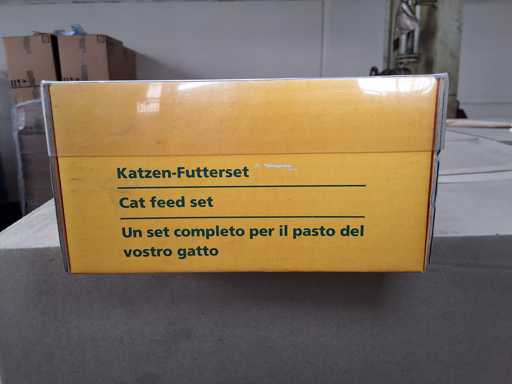 Katzen-Futterset
Cat feed set
Un set completo per il pasto del
vostro gatto